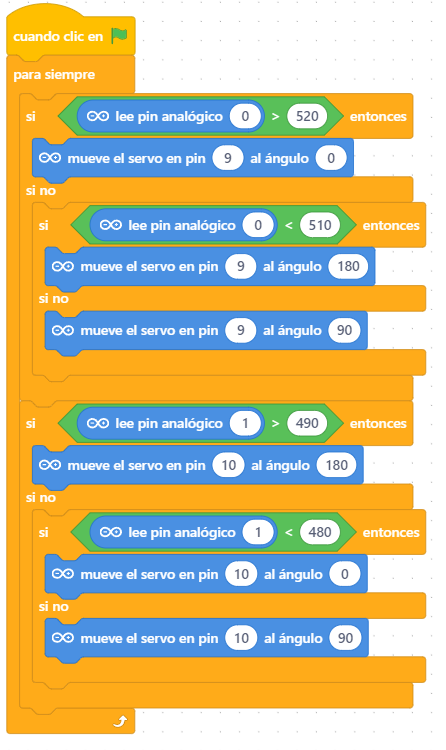 cuando clic en
para siempre
si lee pin analógico 0 > 520 entonces
mueve el servo en pin 9 al ángulo 0
si no
si lee pin analógico 0 < 510 entonces
mueve el servo en pin 9 al ángulo 180
si no
mueve el servo en pin 9 al ángulo 90
si lee pin analógico 1 > 490 entonces
mueve el servo en pin 10 al ángulo 180
si no
si lee pin analógico 1 < 480 entonces
mueve el servo en pin 10 al ángulo 0
si no
mueve el servo en pin 10 al ángulo 90